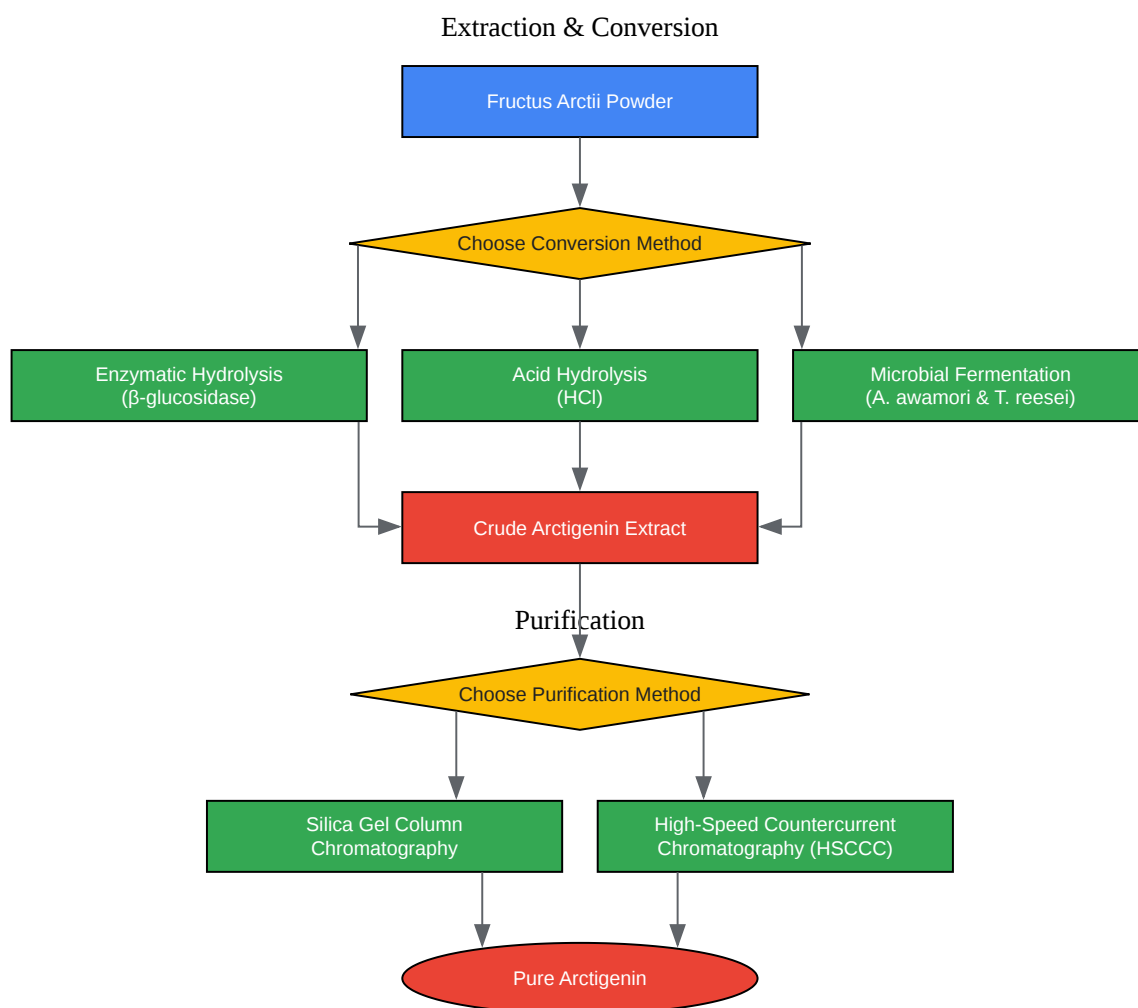 Extraction & Conversion
Fructus Arctii Powder
Choose Conversion Method
Enzymatic Hydrolysis
(β-glucosidase)
Acid Hydrolysis
(HCl)
Microbial Fermentation
(A. awamori & T. reesei)
Crude Arctigenin Extract
Purification
Choose Purification Method
Silica Gel Column
Chromatography
High-Speed Countercurrent
Chromatography (HSCCC)
Pure Arctigenin